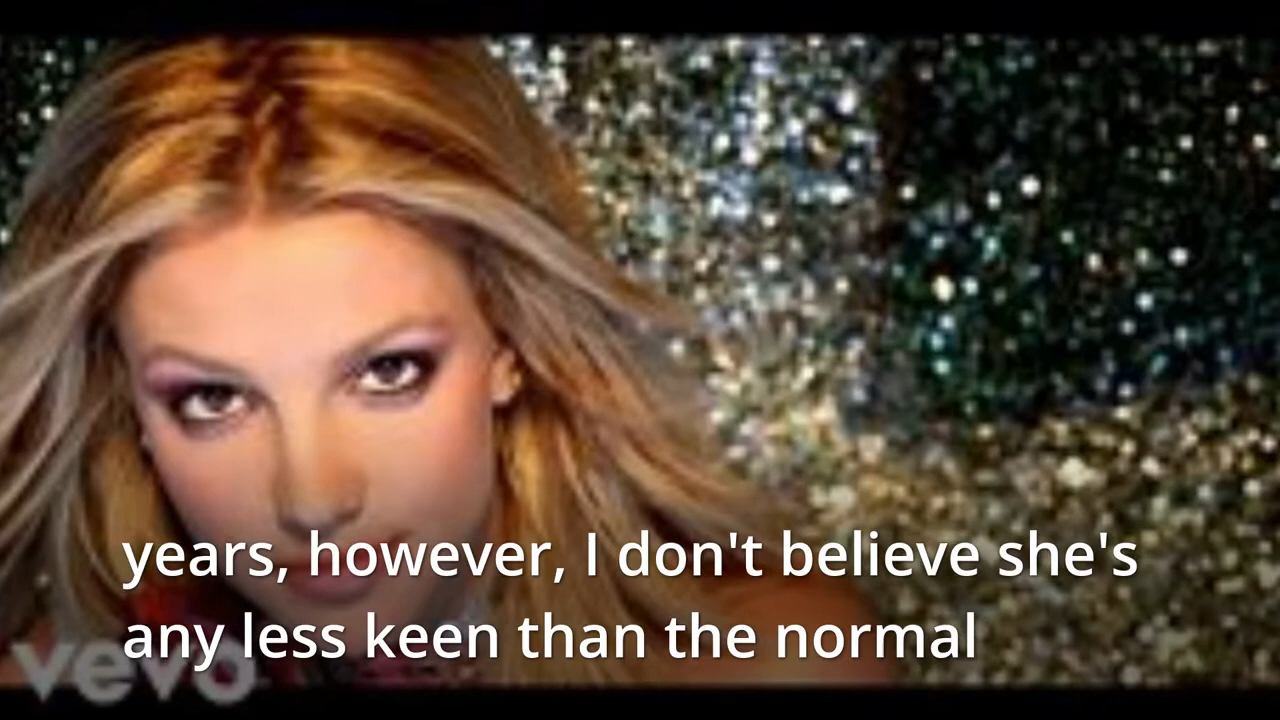 years, however, I don't believe she's
any less keen than the normal
vevo